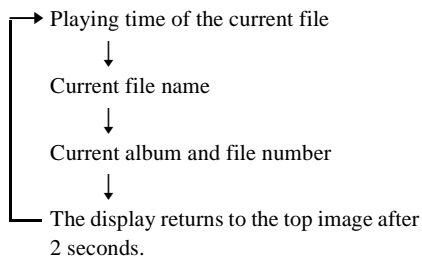 Playing time of the current file
Current file name
Current album and file number
The display returns to the top image after
2 seconds.